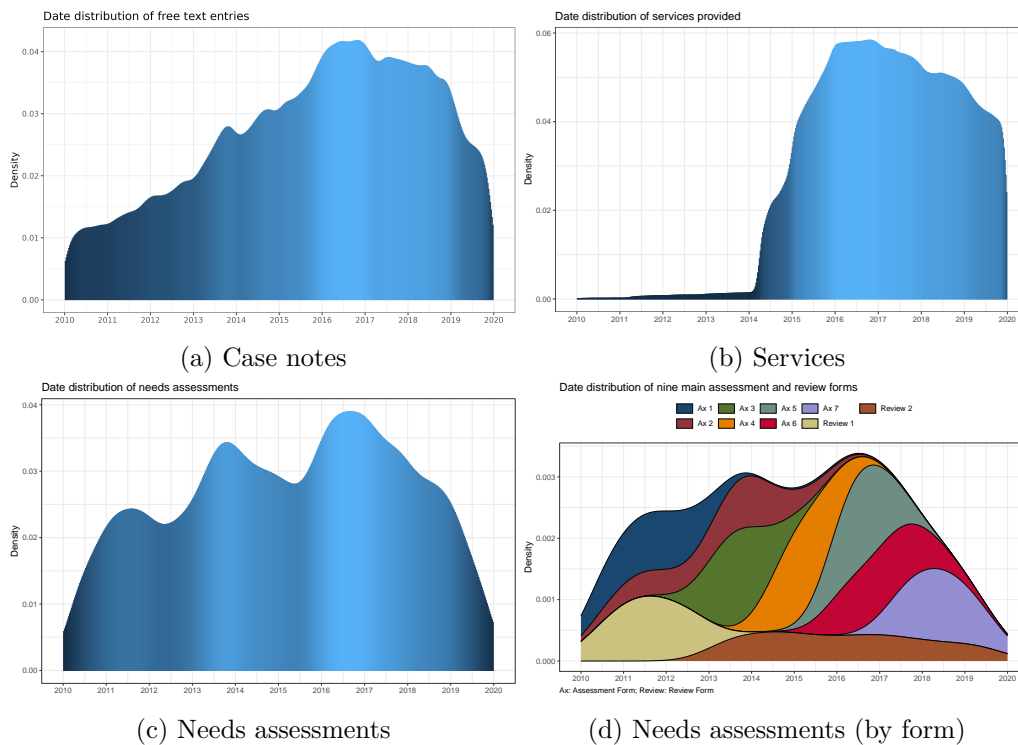 Date distribution of free text entries
Density
0.04
0.03
0.02
0.01
0.00
2010 2011 2012 2013 2014 2015 2016 2017 2018 2019 2020
(a) Case notes
Date distribution of services provided
Density
0.06
0.04
0.02
0.00
2010 2011 2012 2013 2014 2015 2016 2017 2018 2019 2020
(b) Services
Date distribution of needs assessments
Density
0.04
0.03
0.02
0.01
0.00
2010 2011 2012 2013 2014 2015 2016 2017 2018 2019 2020
(c) Needs assessments
Date distribution of nine main assessment and review forms
Ax 1 Ax 3 Ax 5 Ax 7 Review 2
Ax 2 Ax 4 Ax 6 Review 1
Density
0.003
0.002
0.001
0.000
2010 2011 2012 2013 2014 2015 2016 2017 2018 2019 2020
Ax: Assessment Form; Review: Review Form
(d) Needs assessments (by form)